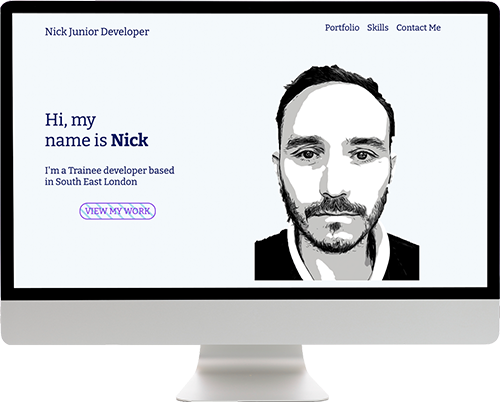 Nick Junior Developer
Portfolio Skills Contact Me
Hi, my
name is Nick
I'm a Trainee developer based
in South East London
VIEW MY WORK